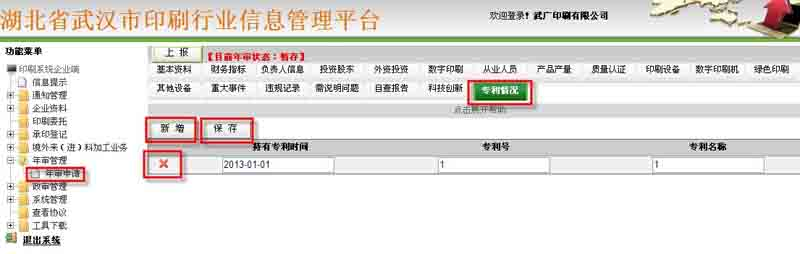 湖北省武汉市印刷行业信息管理平台
欢迎登录! 武广印刷有限公司
功能菜单
印刷系统企业端
信息提示
通知管理
企业资料
印刷委托
承印登记
境外来（进）料加工业务
年审管理
年审申请
政审管理
系统管理
查看协议
工具下载
退出系统
上 报 【目前年审状态：暂存】
基本资料 财务指标 负责人信息 投资股东 外资投资 数字印刷 从业人员 产品产量 质量认证 印刷设备 数字印刷机 绿色印刷
其他设备 重大事件 违规记录 需说明问题 自查报告 科技创新 专利情况
点击展开帮助
新 增 保 存
持有专利时间 专利号 专利名称
2013-01-01 1 1